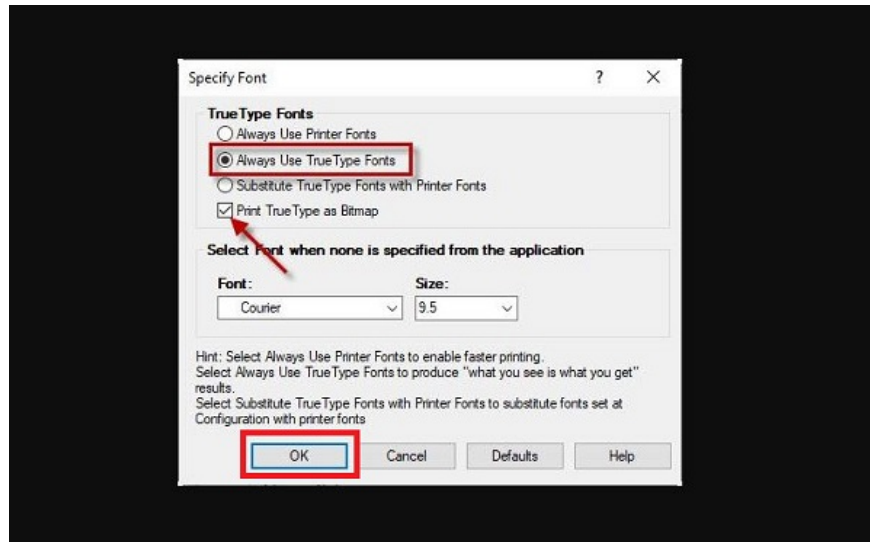 Specify Font ?
TrueType Fonts
Always Use Printer Fonts
Always Use TrueType Fonts
Substitute TrueType Fonts with Printer Fonts
Print TrueType as Bitmap
Select Font when none is specified from the application
Font: Size:
Courier 9.5
Hint: Select Always Use Printer Fonts to enable faster printing.
Select Always Use TrueType Fonts to produce "what you see is what you get"
results.
Select Substitute TrueType Fonts with Printer Fonts to substitute fonts set at
Configuration with printer fonts
OK Cancel Defaults Help